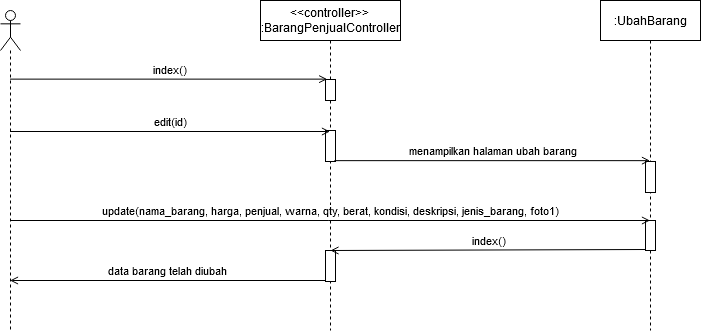 <<controller>>
:BarangPenjualController
:UbahBarang
index()
edit(id)
menampilkan halaman ubah barang
update(nama_barang, harga, penjual, warna, qty, berat, kondisi, deskripsi, jenis_barang, foto1)
index()
data barang telah diubah